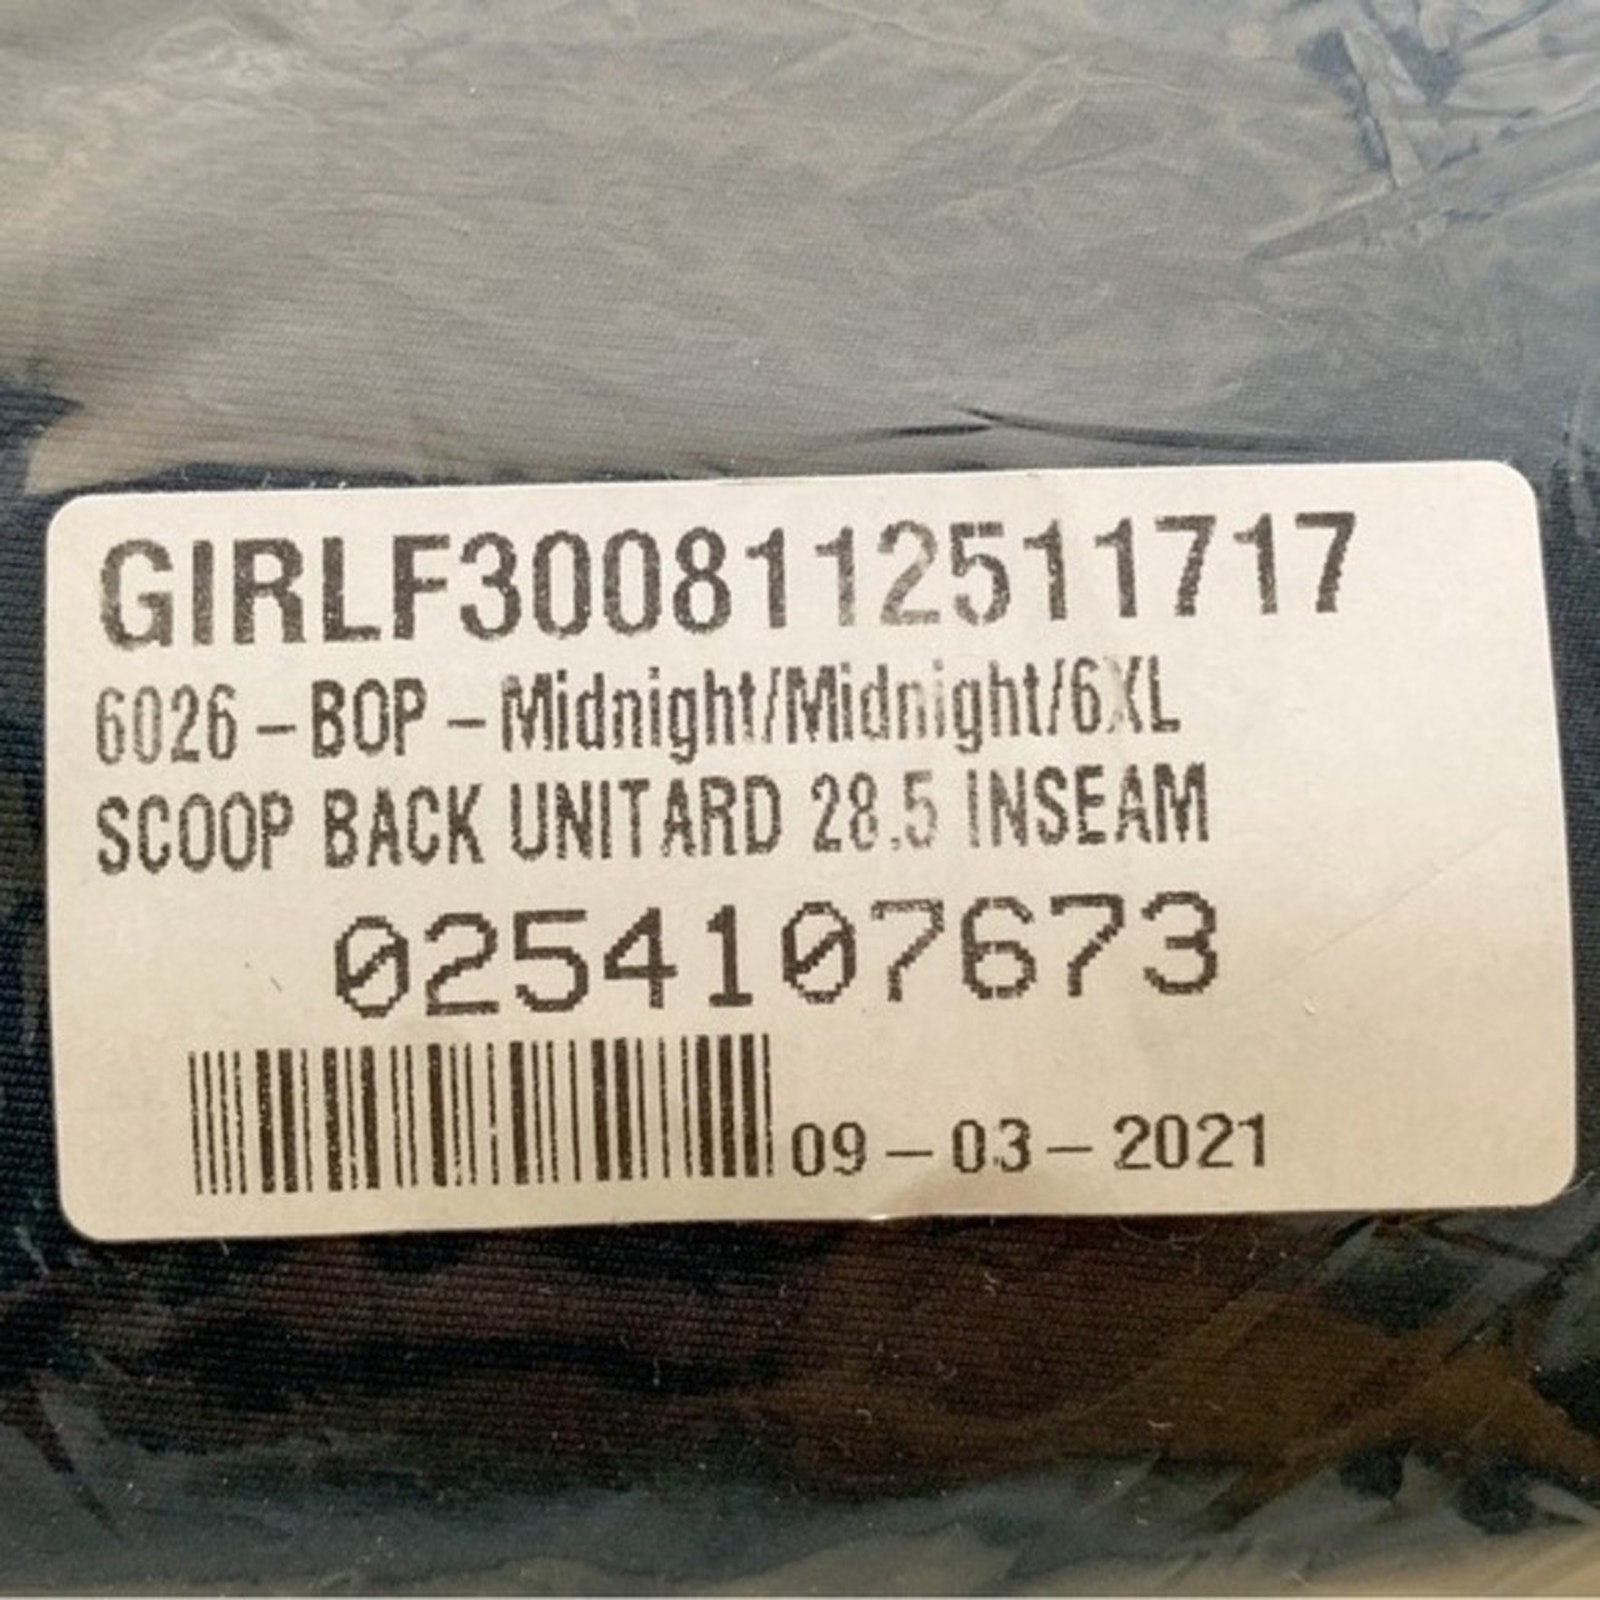 GIRLF3008112511717
6026-BOP-Midnight/Midnight/6XL
SCOOP BACK UNITARD 28.5 INSEAM
0254107673
09-03-2021